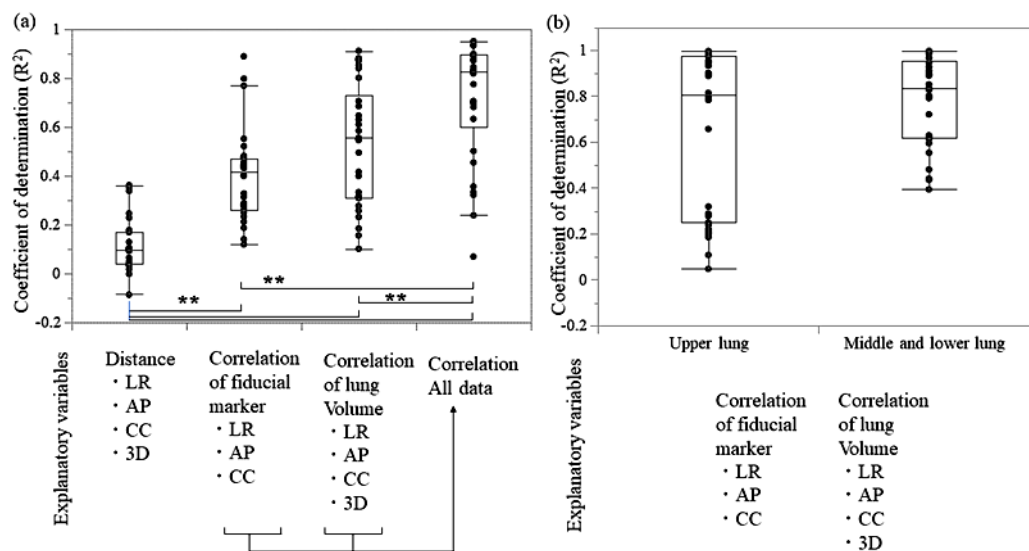 (a)
Coefficient of determination (R²)
1
0.8
0.6
0.4
0.2
0
-0.2
**
**
**
Explanatory variables
Distance
・LR
・AP
・CC
・3D
Correlation
of fiducial
marker
・LR
・AP
・CC
Correlation
of lung
Volume
・LR
・AP
・CC
・3D
Correlation
All data
(b)
Coefficient of determination (R²)
1
0.8
0.6
0.4
0.2
0
-0.2
Upper lung
Middle and lower lung
Explanatory variables
Correlation
of fiducial
marker
・LR
・AP
・CC
Correlation
of lung
Volume
・LR
・AP
・CC
・3D